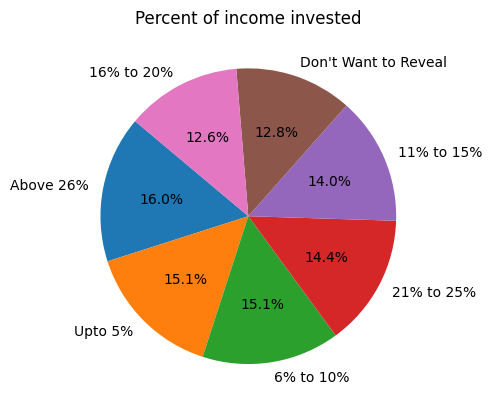 Percent of income invested
Don't Want to Reveal
16% to 20%
12.8%
12.6%
11% to 15%
Above 26%
16.0%
14.0%
14.4%
15.1%
21% to 25%
15.1%
Upto 5%
6% to 10%